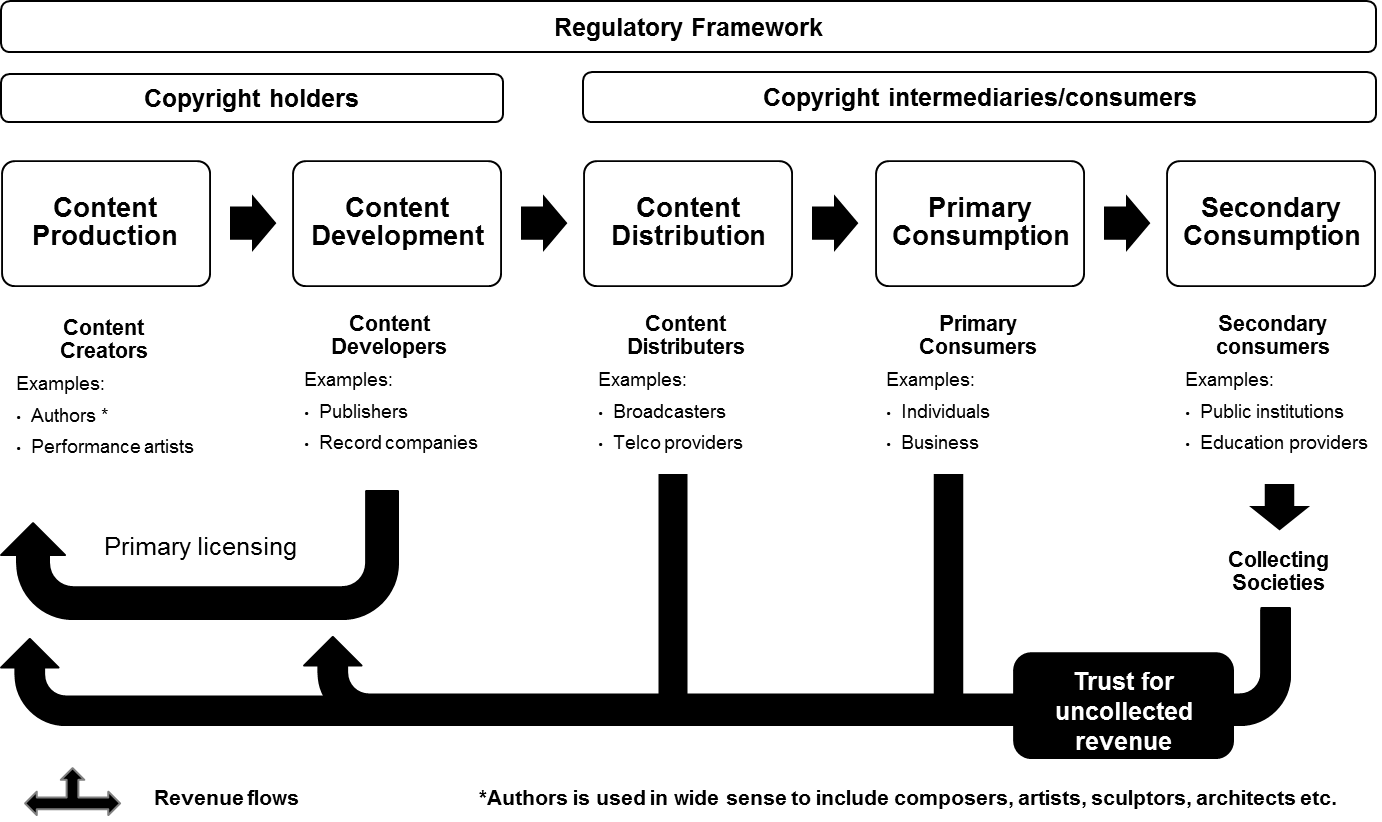 Regulatory Framework
Copyright holders
Copyright intermediaries/consumers
Content
Production
Content
Development
Content
Distribution
Primary
Consumption
Secondary
Consumption
Content
Creators
Examples:
· Authors *
· Performance artists
Content
Developers
Examples:
· Publishers
· Record companies
Content
Distributers
Examples:
· Broadcasters
· Telco providers
Primary
Consumers
Examples:
· Individuals
· Business
Secondary
consumers
Examples:
· Public institutions
· Education providers
Primary licensing
Collecting
Societies
Trust for
uncollected
revenue
Revenue flows
*Authors is used in wide sense to include composers, artists, sculptors, architects etc.